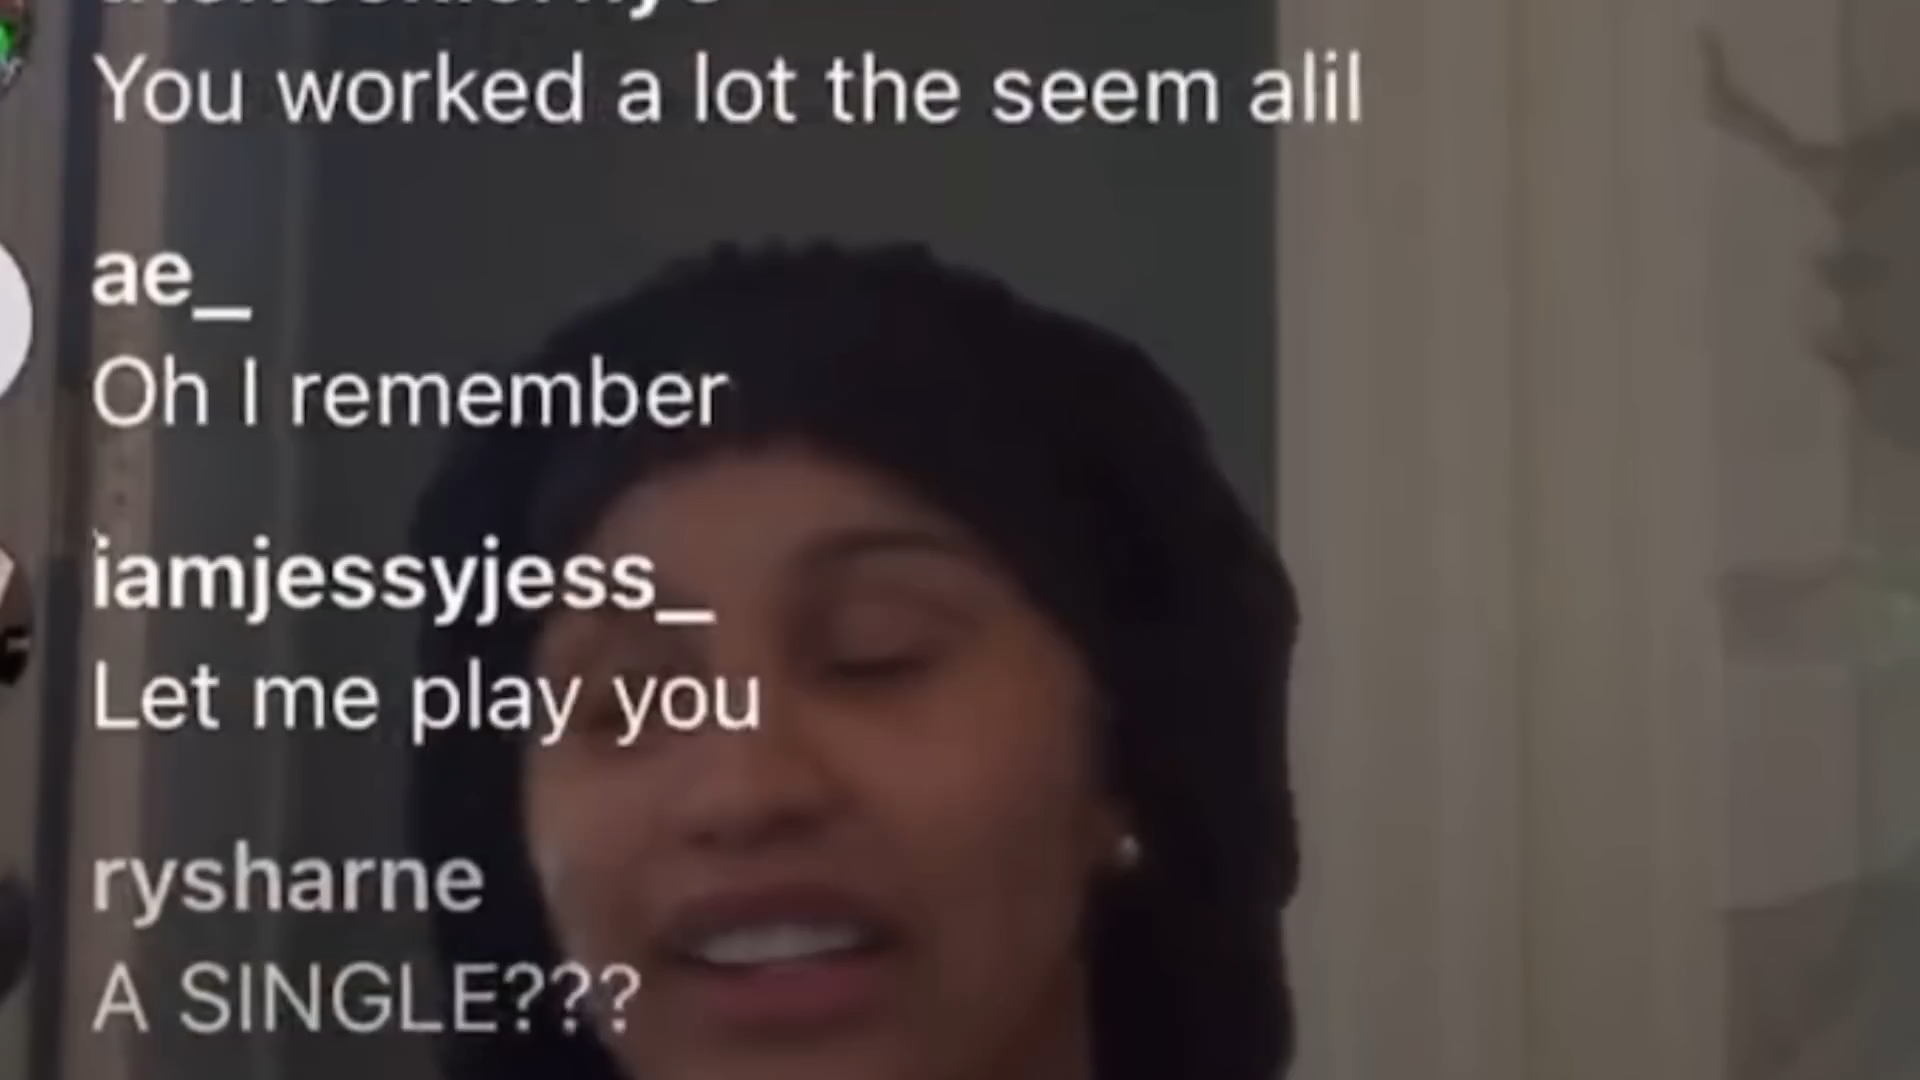 You worked a lot the seem alil
ae_
Oh I remember
iamjessyjess_
Let me play you
rysharne
A SINGLE???